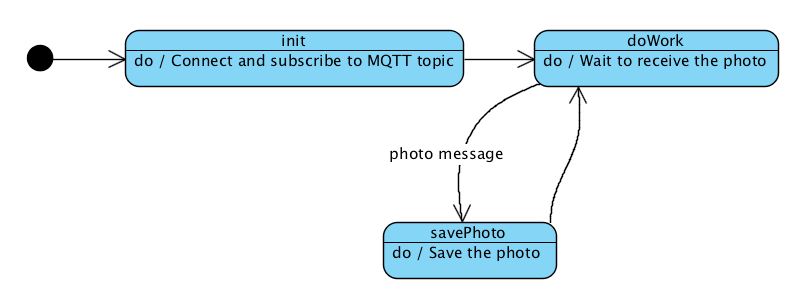 init
do / Connect and subscribe to MQTT topic
doWork
do / Wait to receive the photo
photo message
savePhoto
do / Save the photo